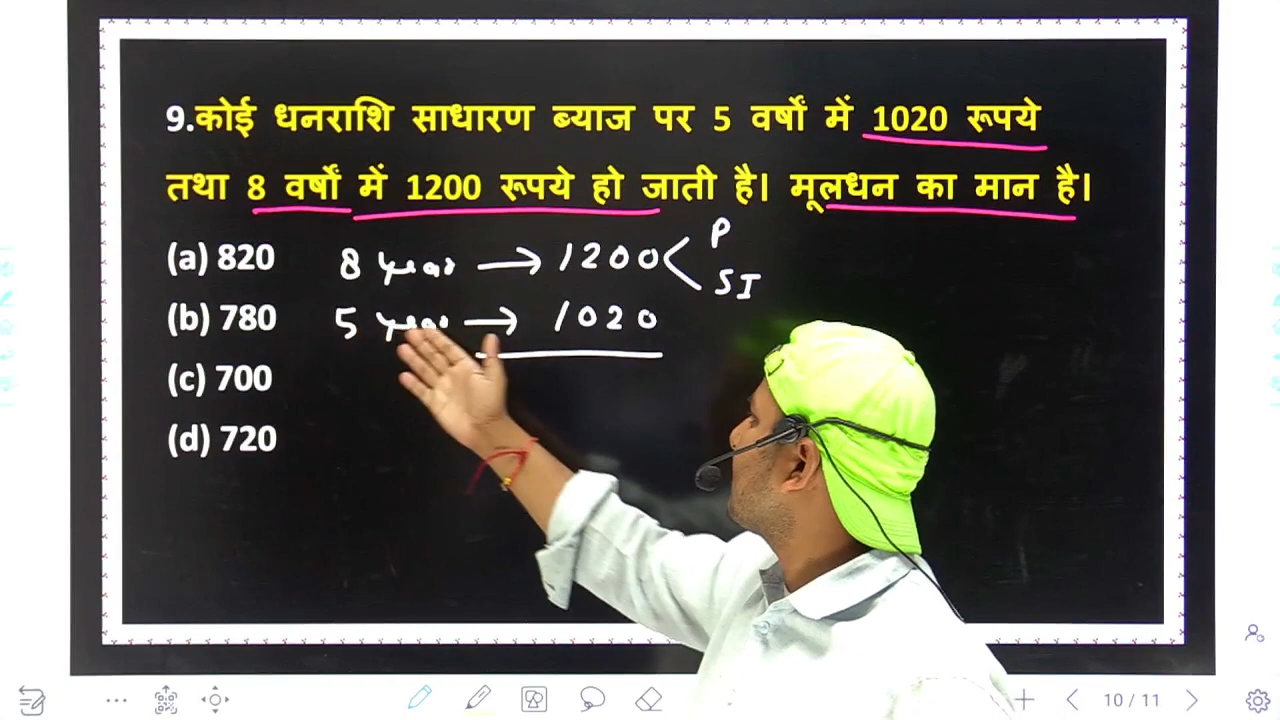 9.कोई धनराशि साधारण ब्याज पर 5 वर्षों में 1020 रूपये
तथा 8 वर्षों में 1200 रूपये हो जाती है। मूलधन का मान है।
(a) 820
(b) 780
(c) 700
(d) 720
8 year → 1200 < P
SI
5 year → 1020
10 / 11